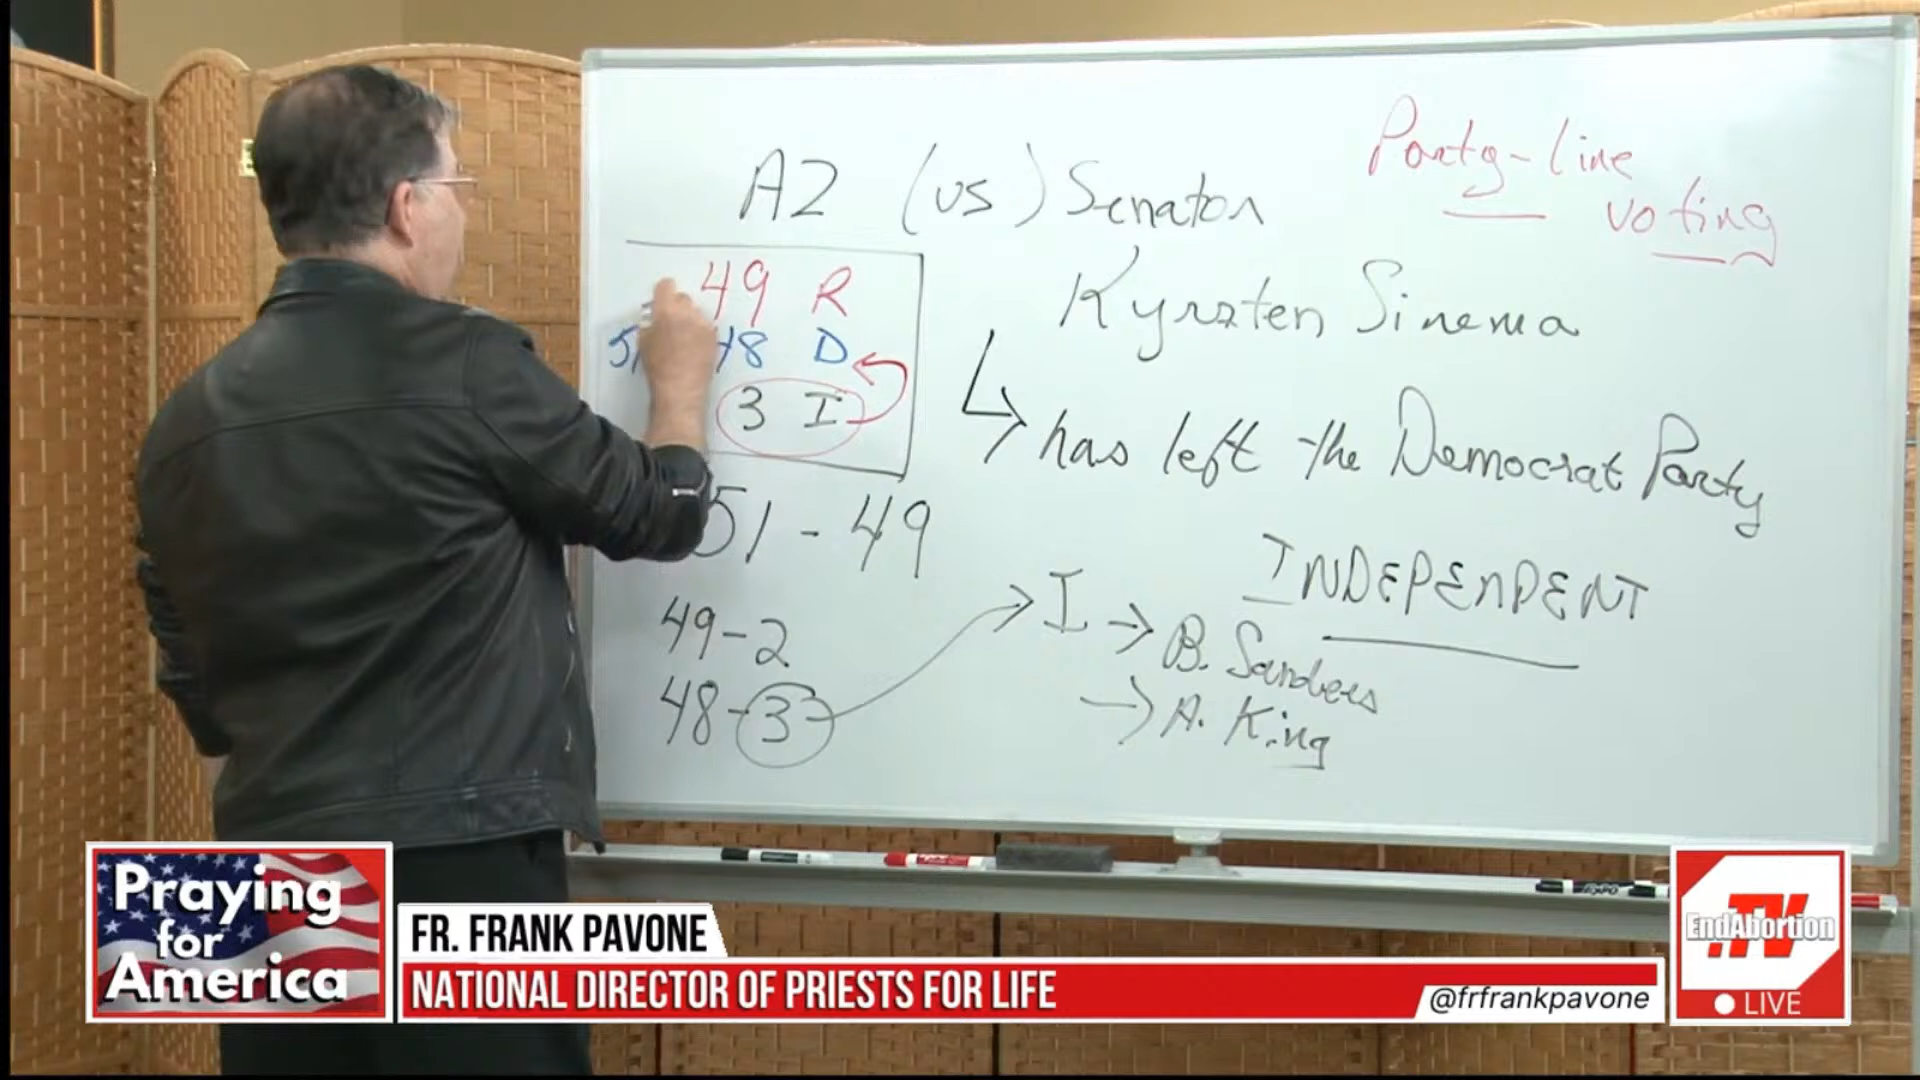 Party-line
voting
AZ (US) Senator
Kyrsten Sinema
has left the Democrat Party
INDEPENDENT
49 R
51 48 D
3 I
51 - 49
49 - 2
48 - 3
I → B. Sanders
→ A. King
Praying
for
America
FR. FRANK PAVONE
NATIONAL DIRECTOR OF PRIESTS FOR LIFE
@frfrankpavone
.TV
EndAbortion
LIVE